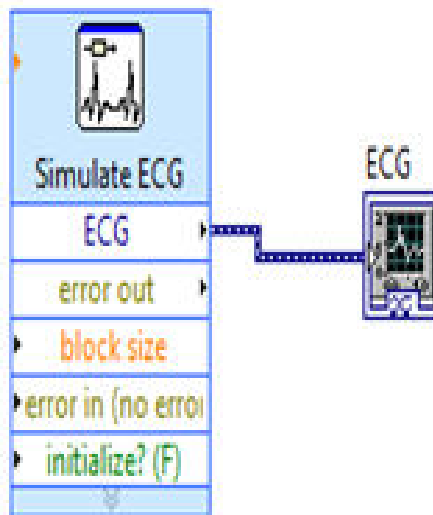 Simulate ECG
ECG
error out
block size
error in (no error
initialize? (F)
ECG